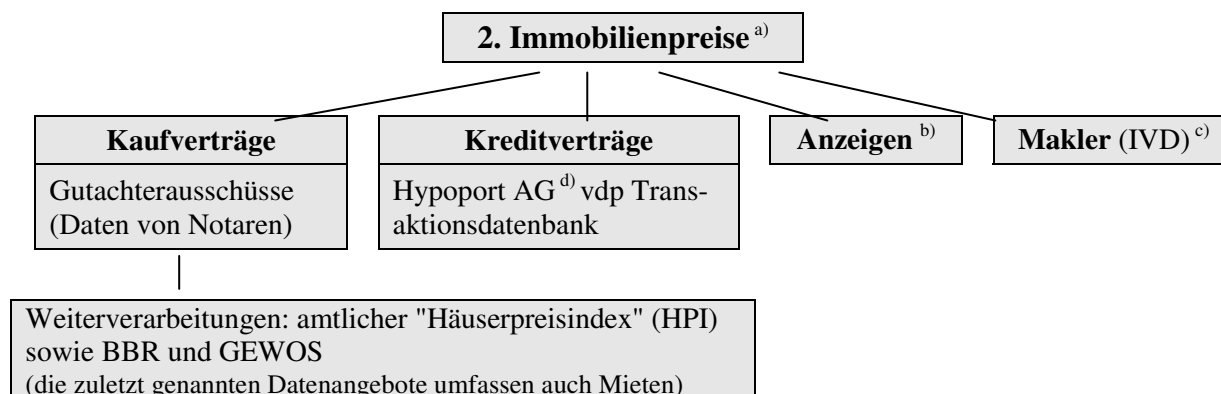 2. Immobilienpreise a)
Kaufverträge
Gutachterausschüsse
(Daten von Notaren)
Kreditverträge
Hypoport AG d) vdp Trans-
aktionsdatenbank
Anzeigen b)
Makler (IVD) c)
Weiterverarbeitungen: amtlicher "Häuserpreisindex" (HPI)
sowie BBR und GEWOS
(die zuletzt genannten Datenangebote umfassen auch Mieten)